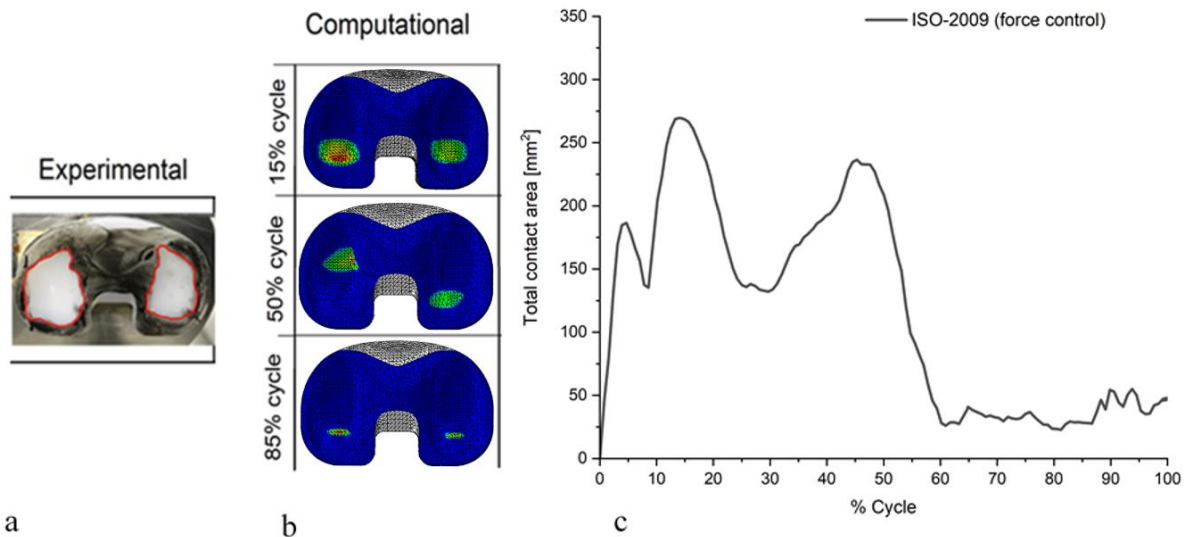 Experimental
a
Computational
15% cycle
50% cycle
85% cycle
b
ISO-2009 (force control)
Total contact area [mm²]
350
300
250
200
150
100
50
0
0 10 20 30 40 50 60 70 80 90 100
% Cycle
c